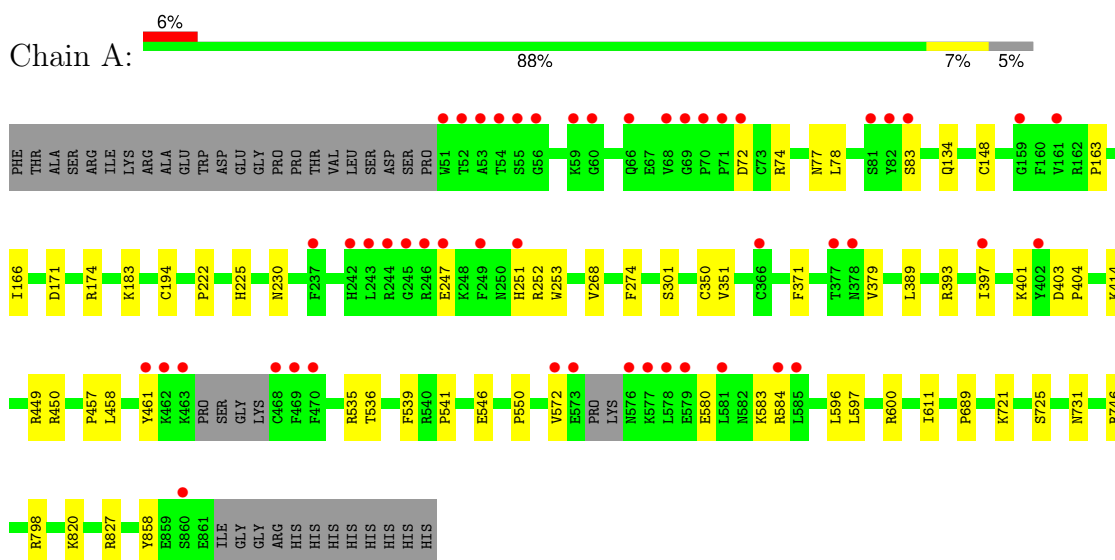 6%
Chain A:
88% 7% 5%
PHE THR ALA SER ARG ILE LYS ARG ALA GLU TRP ASP GLU GLY PRO PRO THR VAL LEU SER ASP SER PRO W51 T52 A53 T54 S55 G56 K59 G60 Q66 E67 V68 G69 P70 P71 D72 C73 R74 N77 L78 S81 Y82 S83 Q134 C148 G159 F160 V161 R162 P163
I166 D171 R174 K183 C194 P222 H225 N230 F237 H242 L243 R244 G245 R246 E247 K248 F249 N250 H251 R252 W253 V268 F274 S301 C350 V351 C366 F371 T377 N378 V379 L389 R393 I397 K401 Y402 D403 P404 K414
R449 R450 P457 L458 Y461 K462 K463 PRO SER GLY LYS C468 F469 F470 R535 T536 F539 R540 P541 E546 P550 V572 E573 PRO LYS N576 K577 L578 E579 E580 L581 N582 K583 R584 L585 L596 L597 R600 I611 P689 K721 S725 N731
R798 K820 R827 Y858 E859 S860 E861 ILE GLY GLY ARG HIS HIS HIS HIS HIS HIS HIS